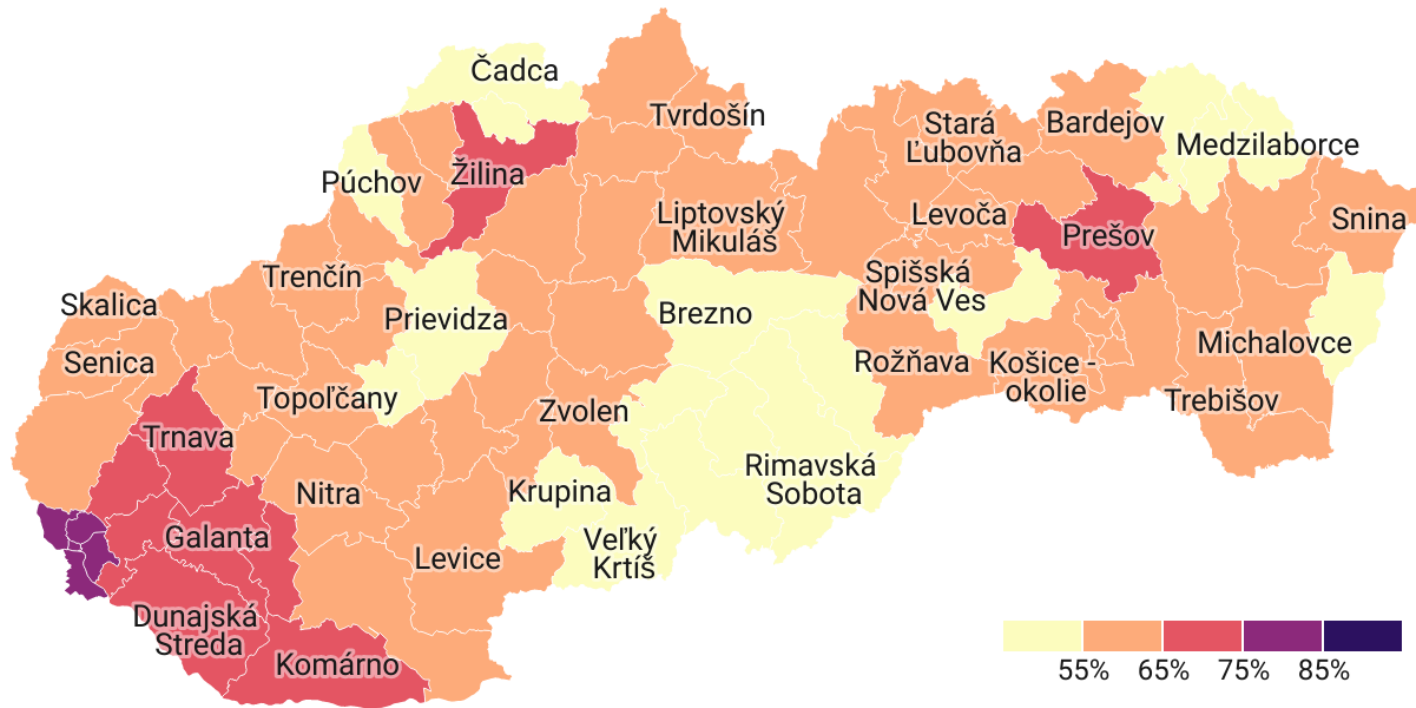 Čadca
Tvrdošín
Stará
Ľubovňa
Bardejov
Medzilaborce
Púchov
Žilina
Liptovský
Mikuláš
Levoča
Prešov
Snina
Trenčín
Spišská
Nová Ves
Skalica
Prievidza
Brezno
Senica
Rožňava
Košice -
okolie
Michalovce
Topoľčany
Zvolen
Trebišov
Trnava
Nitra
Krupina
Rimavská
Sobota
Galanta
Levice
Veľký
Krtíš
Dunajská
Streda
Komárno
55% 65% 75% 85%